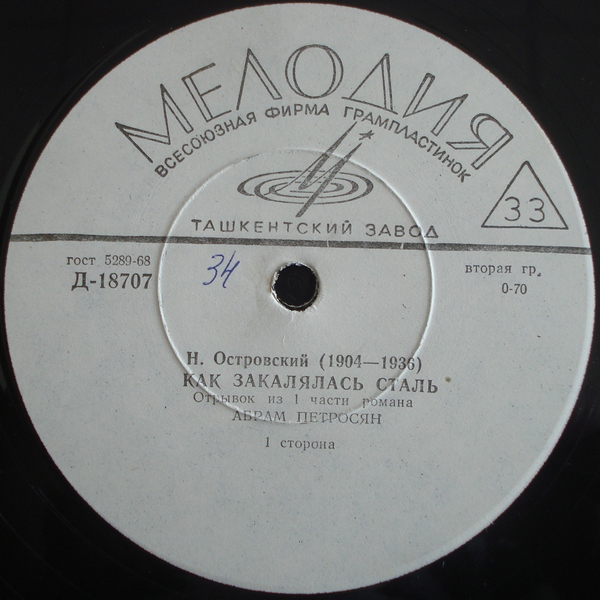 МЕЛОДИЯ
ВСЕСОЮЗНАЯ ФИРМА ГРАМПЛАСТИНОК
33
ТАШКЕНТСКИЙ ЗАВОД
гост 5289-68
Д-18707
34
вторая гр.
0-70
Н. Островский (1904—1936)
КАК ЗАКАЛЯЛАСЬ СТАЛЬ
Отрывок из 1 части романа
АБРАМ ПЕТРОСЯН
1 сторона